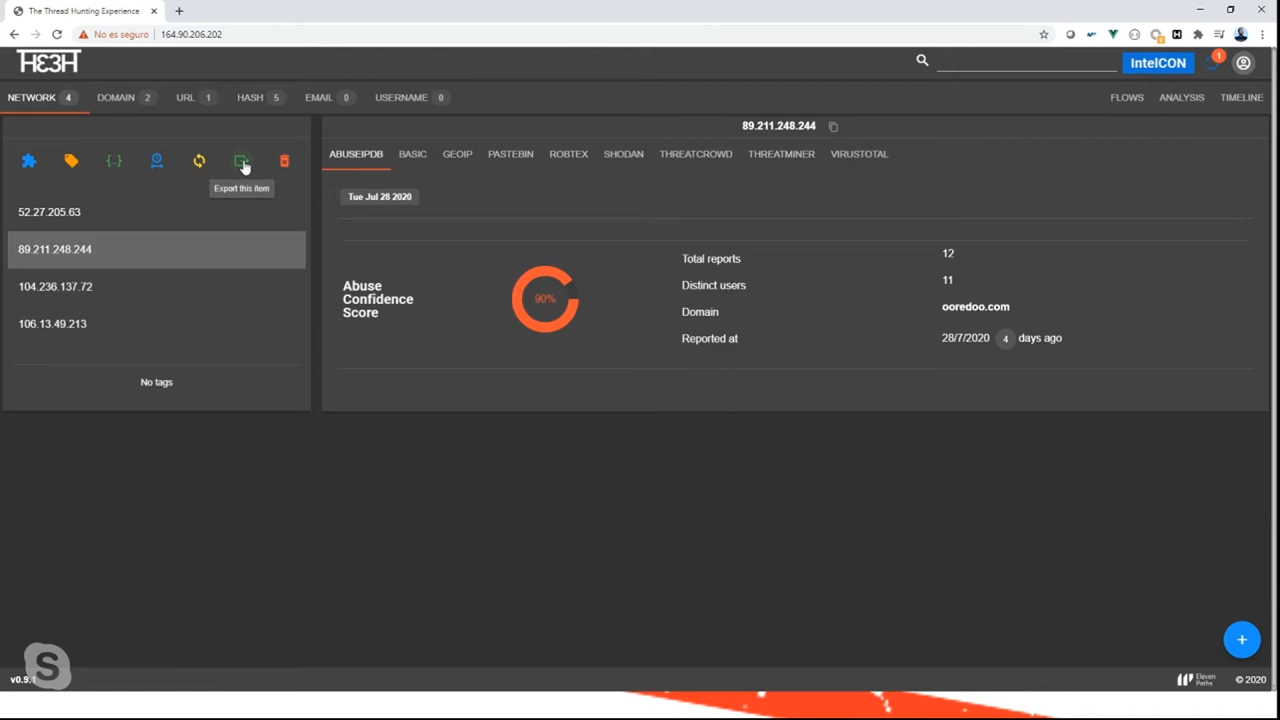 The Thread Hunting Experience
No es seguro 164.90.206.202
THE3H
IntelCON 1
NETWORK 4 DOMAIN 2 URL 1 HASH 5 EMAIL 0 USERNAME 0 FLOWS ANALYSIS TIMELINE
89.211.248.244
ABUSEIPDB BASIC GEOIP PASTEBIN ROBTEX SHODAN THREATCROWD THREATMINER VIRUSTOTAL
Export this item
Tue Jul 28 2020
52.27.205.63
89.211.248.244
104.236.137.72
106.13.49.213
No tags
Abuse
Confidence
Score
90%
Total reports 12
Distinct users 11
Domain ooredoo.com
Reported at 28/7/2020 4 days ago
+
S
v0.9.
Eleven
Paths
© 2020